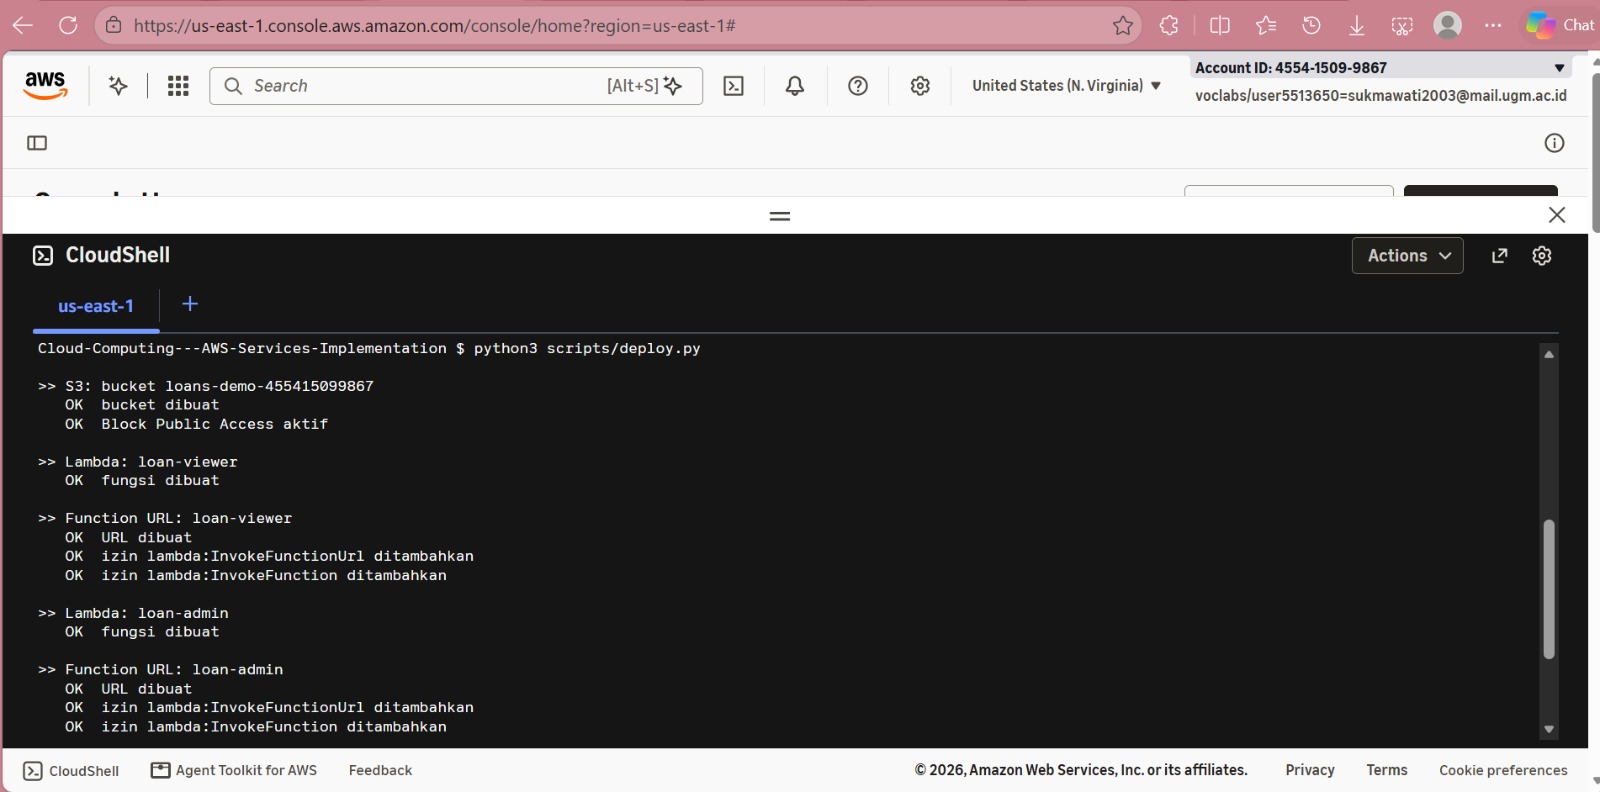 https://us-east-1.console.aws.amazon.com/console/home?region=us-east-1#
Chat
aws
Search
[Alt+S]
United States (N. Virginia)
Account ID: 4554-1509-9867
voclabs/user5513650=sukmawati2003@mail.ugm.ac.id
CloudShell
Actions
us-east-1
Cloud-Computing---AWS-Services-Implementation $ python3 scripts/deploy.py
>> S3: bucket loans-demo-455415099867
OK bucket dibuat
OK Block Public Access aktif
>> Lambda: loan-viewer
OK fungsi dibuat
>> Function URL: loan-viewer
OK URL dibuat
OK izin lambda:InvokeFunctionUrl ditambahkan
OK izin lambda:InvokeFunction ditambahkan
>> Lambda: loan-admin
OK fungsi dibuat
>> Function URL: loan-admin
OK URL dibuat
OK izin lambda:InvokeFunctionUrl ditambahkan
OK izin lambda:InvokeFunction ditambahkan
CloudShell
Agent Toolkit for AWS
Feedback
© 2026, Amazon Web Services, Inc. or its affiliates.
Privacy
Terms
Cookie preferences